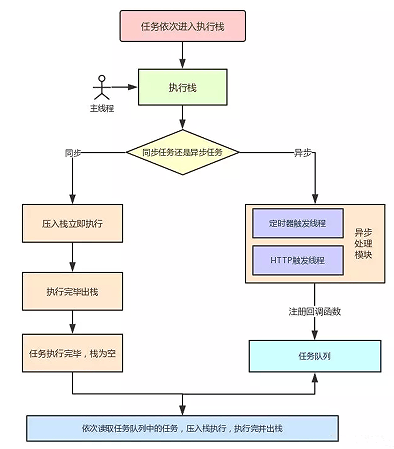 任务依次进入执行栈
执行栈
主线程
同步任务还是异步任务
同步
异步
压入栈立即执行
执行完毕出栈
任务执行完毕，栈为空
定时器触发线程
HTTP触发线程
异步
处理
模块
注册回调函数
任务队列
依次读取任务队列中的任务，压入栈执行，执行完并出栈